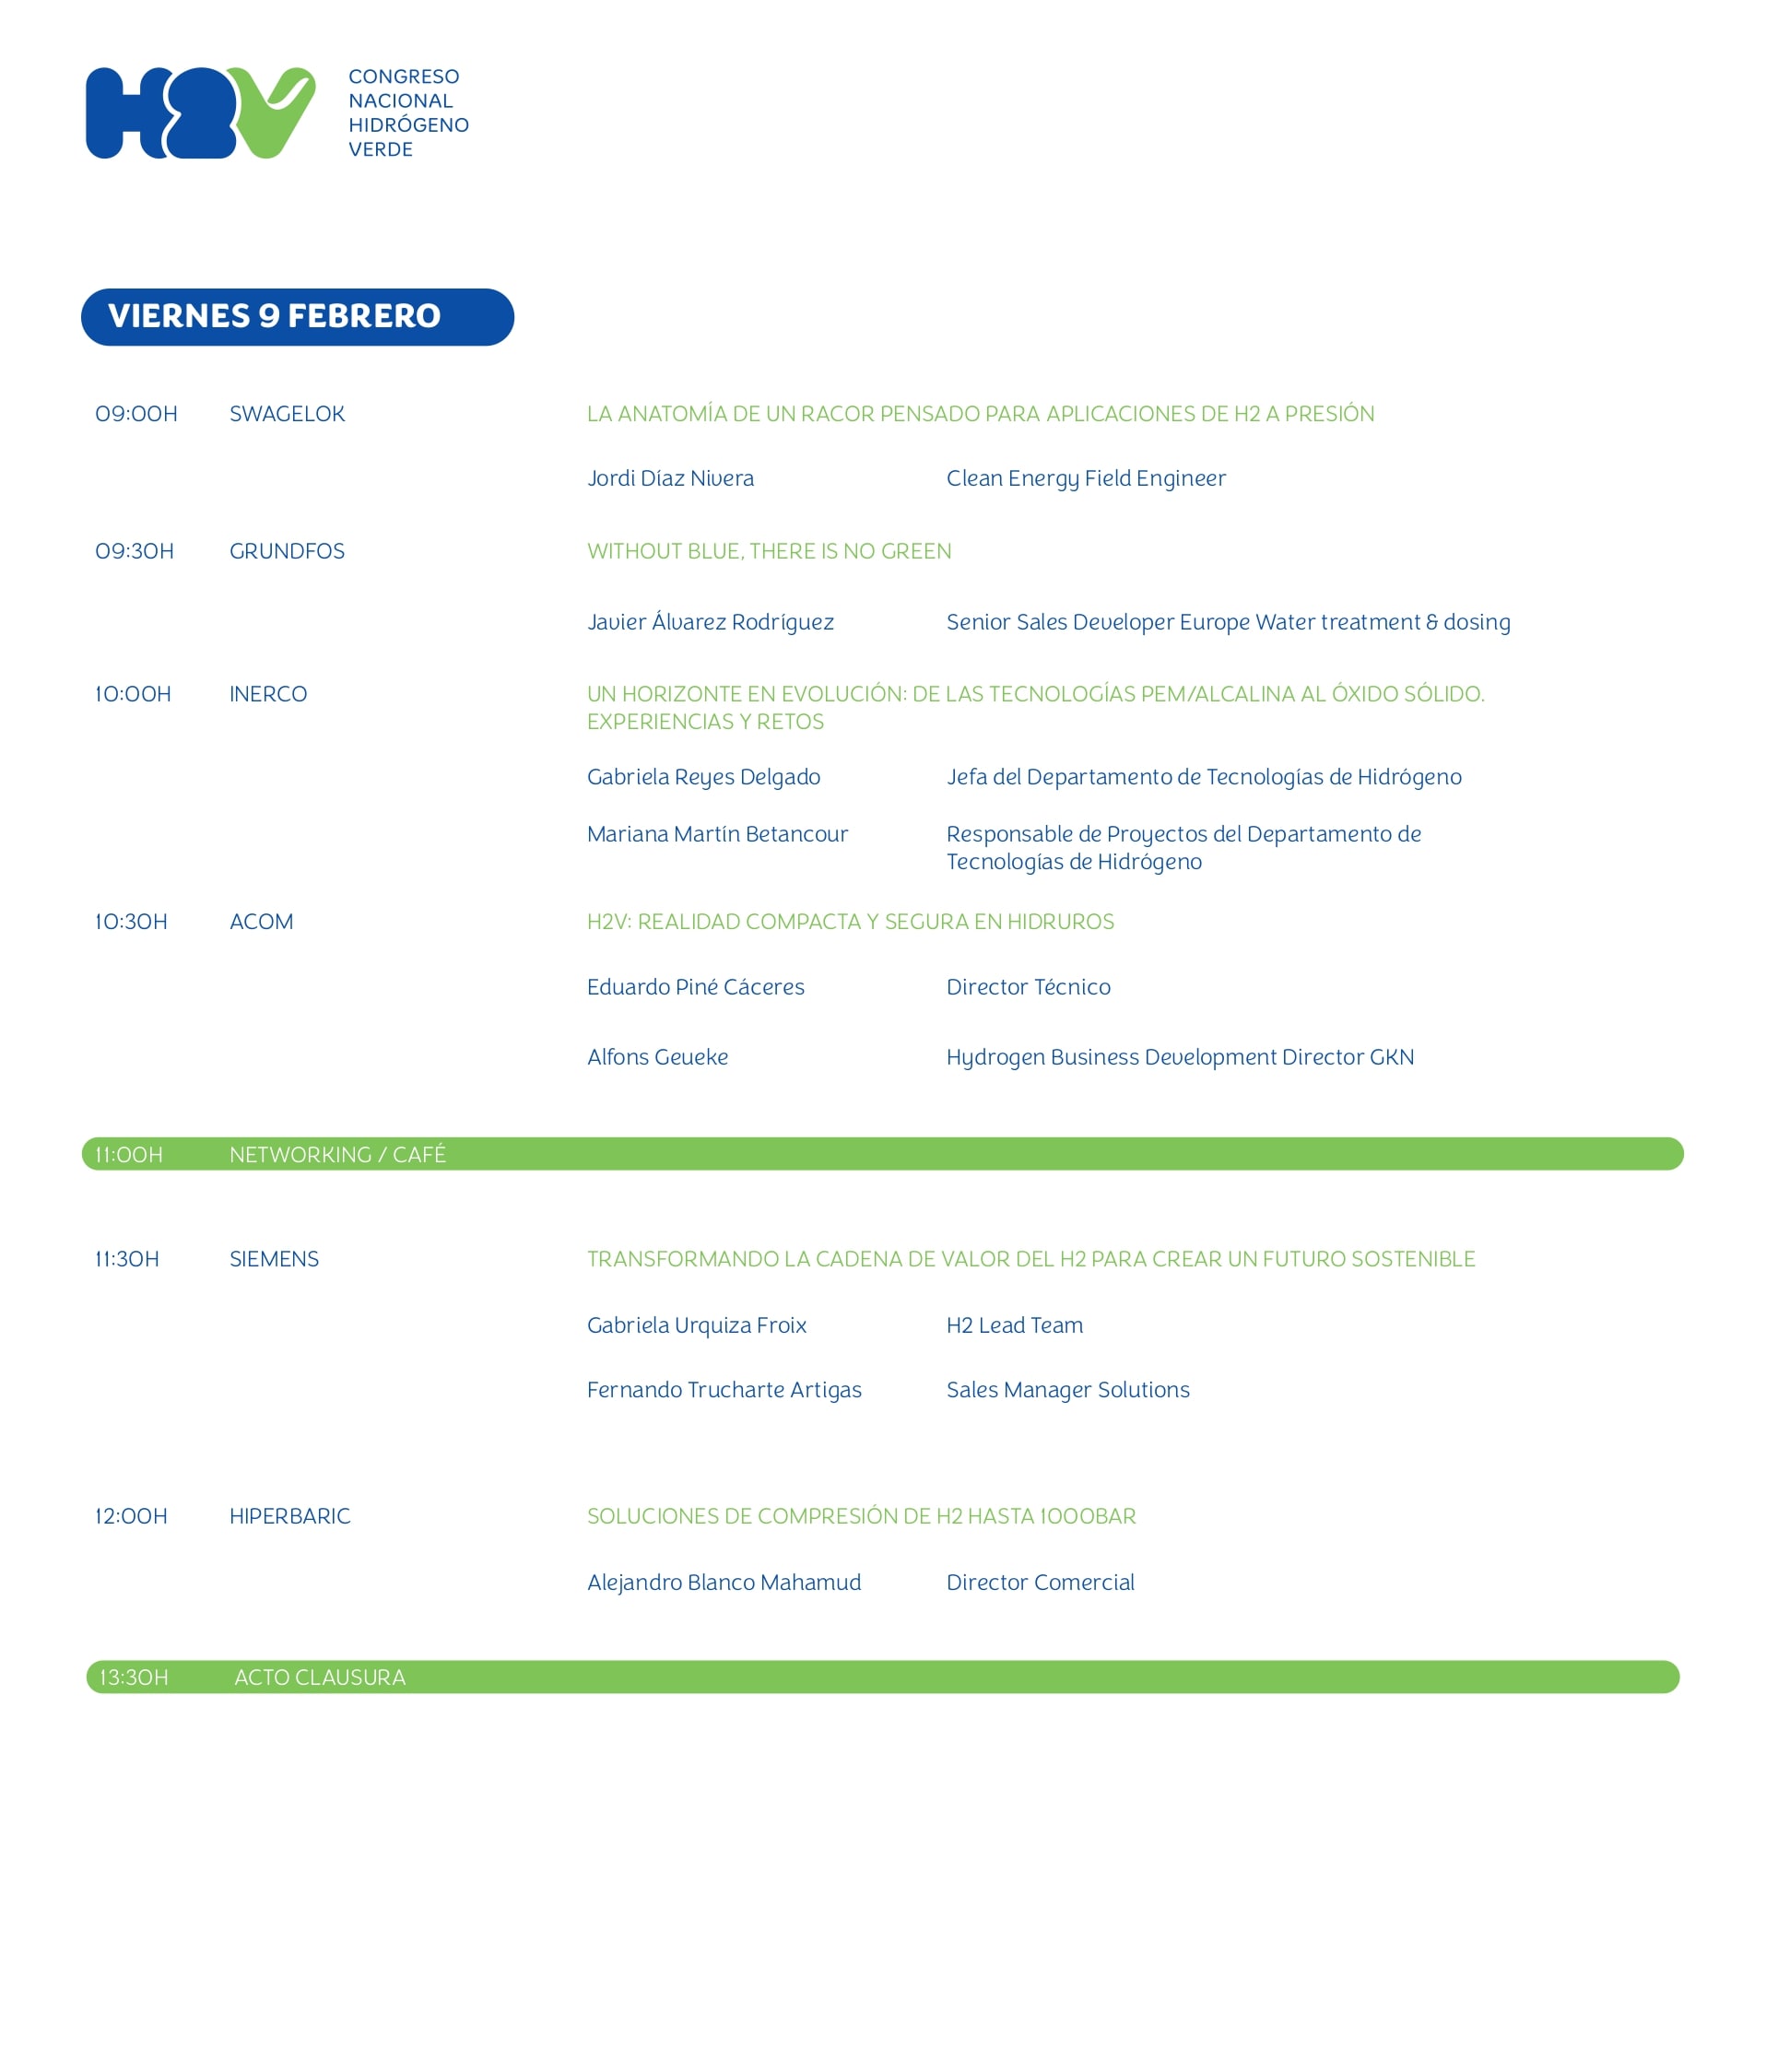 H2V
CONGRESO
NACIONAL
HIDRÓGENO
VERDE
VIERNES 9 FEBRERO
09:00H SWAGELOK LA ANATOMÍA DE UN RACOR PENSADO PARA APLICACIONES DE H2 A PRESIÓN
Jordi Díaz Nivera Clean Energy Field Engineer
09:30H GRUNDFOS WITHOUT BLUE, THERE IS NO GREEN
Javier Álvarez Rodríguez Senior Sales Developer Europe Water treatment & dosing
10:00H INERCO UN HORIZONTE EN EVOLUCIÓN: DE LAS TECNOLOGÍAS PEM/ALCALINA AL ÓXIDO SÓLIDO.
EXPERIENCIAS Y RETOS
Gabriela Reyes Delgado Jefa del Departamento de Tecnologías de Hidrógeno
Mariana Martín Betancour Responsable de Proyectos del Departamento de
Tecnologías de Hidrógeno
10:30H ACOM H2V: REALIDAD COMPACTA Y SEGURA EN HIDRUROS
Eduardo Piné Cáceres Director Técnico
Alfons Geueke Hydrogen Business Development Director GKN
11:00H NETWORKING / CAFÉ
11:30H SIEMENS TRANSFORMANDO LA CADENA DE VALOR DEL H2 PARA CREAR UN FUTURO SOSTENIBLE
Gabriela Urquiza Froix H2 Lead Team
Fernando Trucharte Artigas Sales Manager Solutions
12:00H HIPERBARIC SOLUCIONES DE COMPRESIÓN DE H2 HASTA 1000BAR
Alejandro Blanco Mahamud Director Comercial
13:30H ACTO CLAUSURA